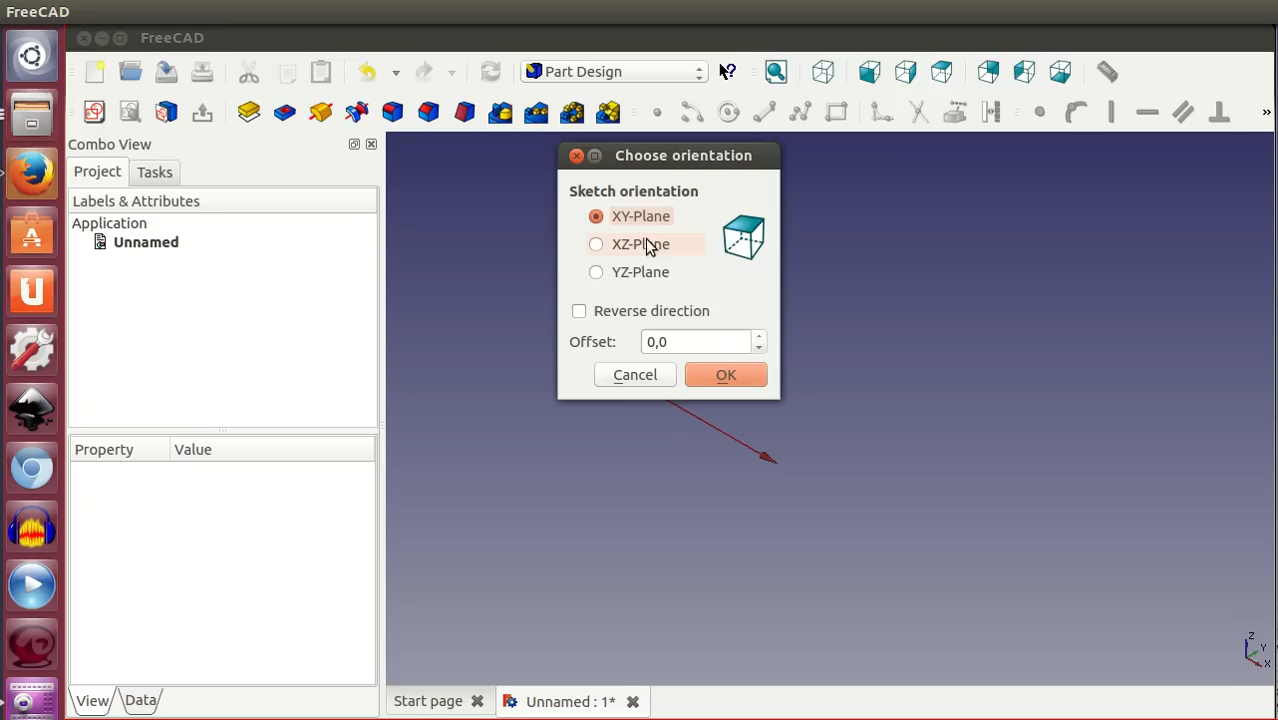 FreeCAD
FreeCAD
Part Design
Combo View
Project
Tasks
Labels & Attributes
Application
Unnamed
Choose orientation
Sketch orientation
XY-Plane
XZ-Plane
YZ-Plane
Reverse direction
Offset:
0,0
Cancel
OK
Property
Value
View
Data
Start page
Unnamed : 1*
Z
Y
X